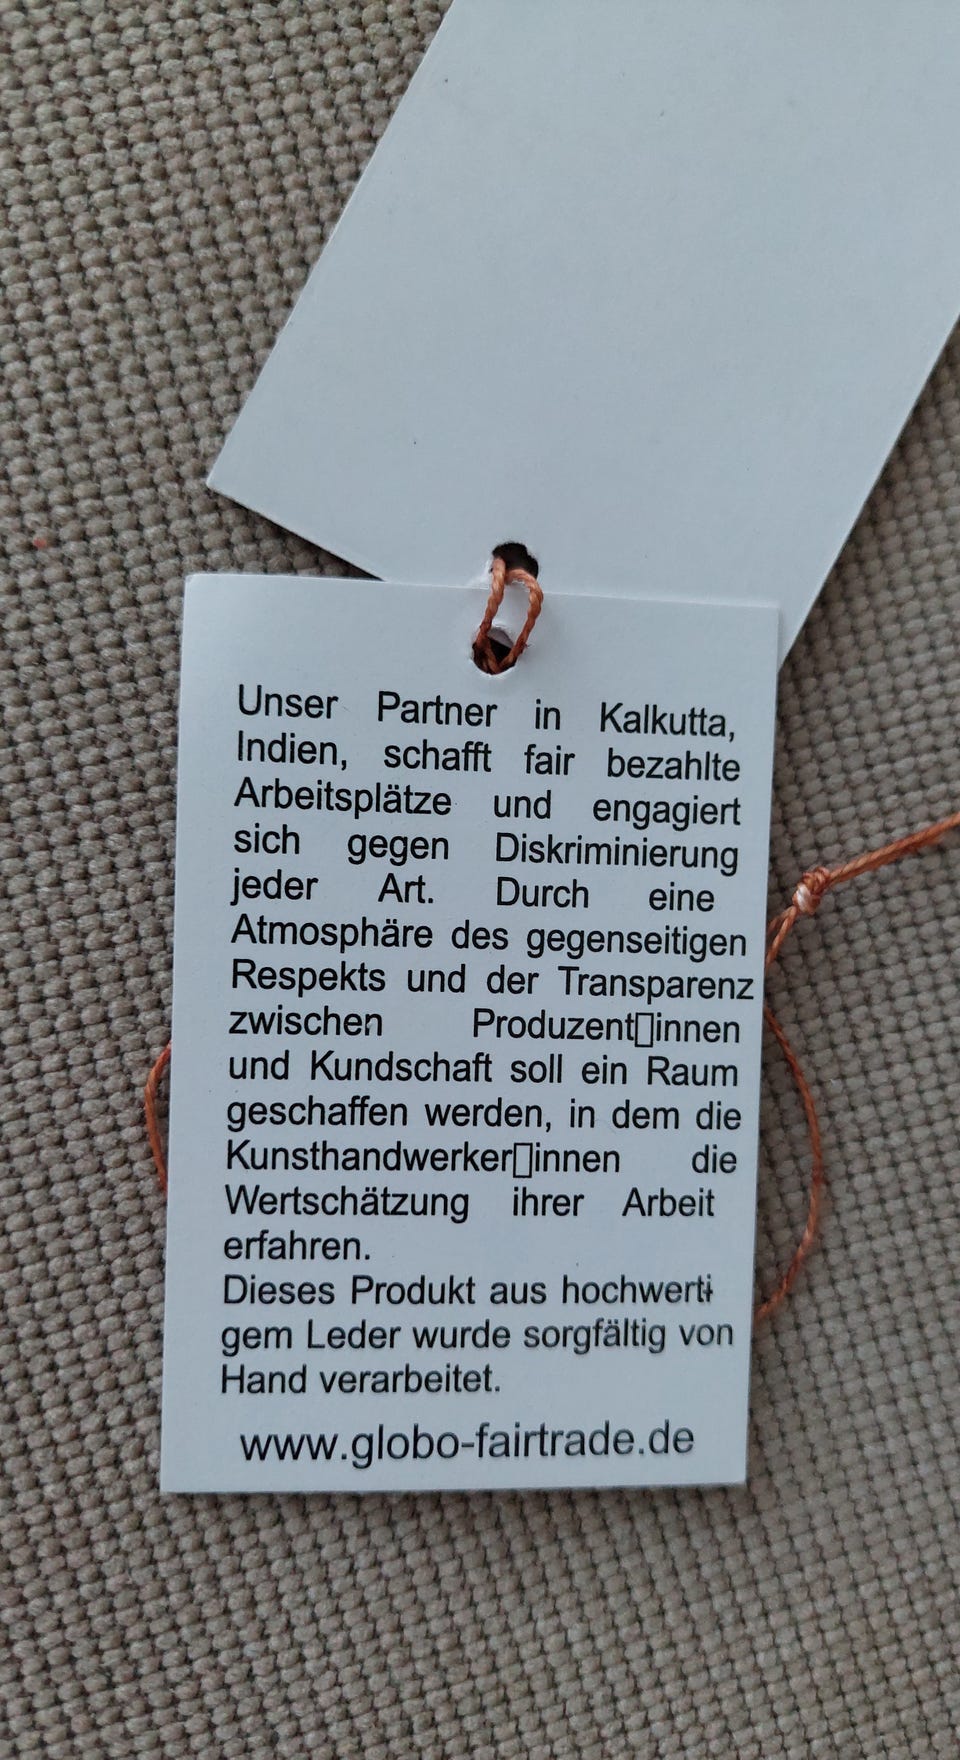 Unser Partner in Kalkutta,
Indien, schafft fair bezahlte
Arbeitsplätze und engagiert
sich gegen Diskriminierung
jeder Art. Durch eine
Atmosphäre des gegenseitigen
Respekts und der Transparenz
zwischen Produzent▯innen
und Kundschaft soll ein Raum
geschaffen werden, in dem die
Kunsthandwerker▯innen die
Wertschätzung ihrer Arbeit
erfahren.
Dieses Produkt aus hochwerti
gem Leder wurde sorgfältig von
Hand verarbeitet.
www.globo-fairtrade.de